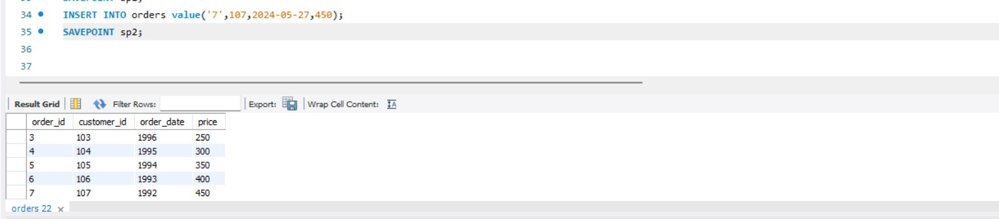 34 INSERT INTO orders value('7',107,2024-05-27,450);
35 SAVEPOINT sp2;
36
37
Result Grid Filter Rows: Export: Wrap Cell Content: IA
order_id customer_id order_date price
3 103 1996 250
4 104 1995 300
5 105 1994 350
6 106 1993 400
7 107 1992 450
orders 22 ×